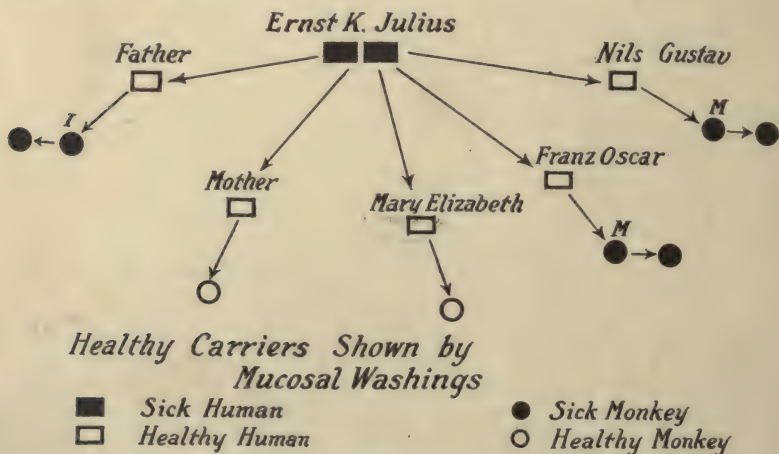 Ernst K. Julius
Father
Nils Gustav
I
M
Franz Oscar
Mother
Mary Elizabeth
M
Healthy Carriers Shown by
Mucosal Washings
Sick Human
Sick Monkey
Healthy Human
Healthy Monkey